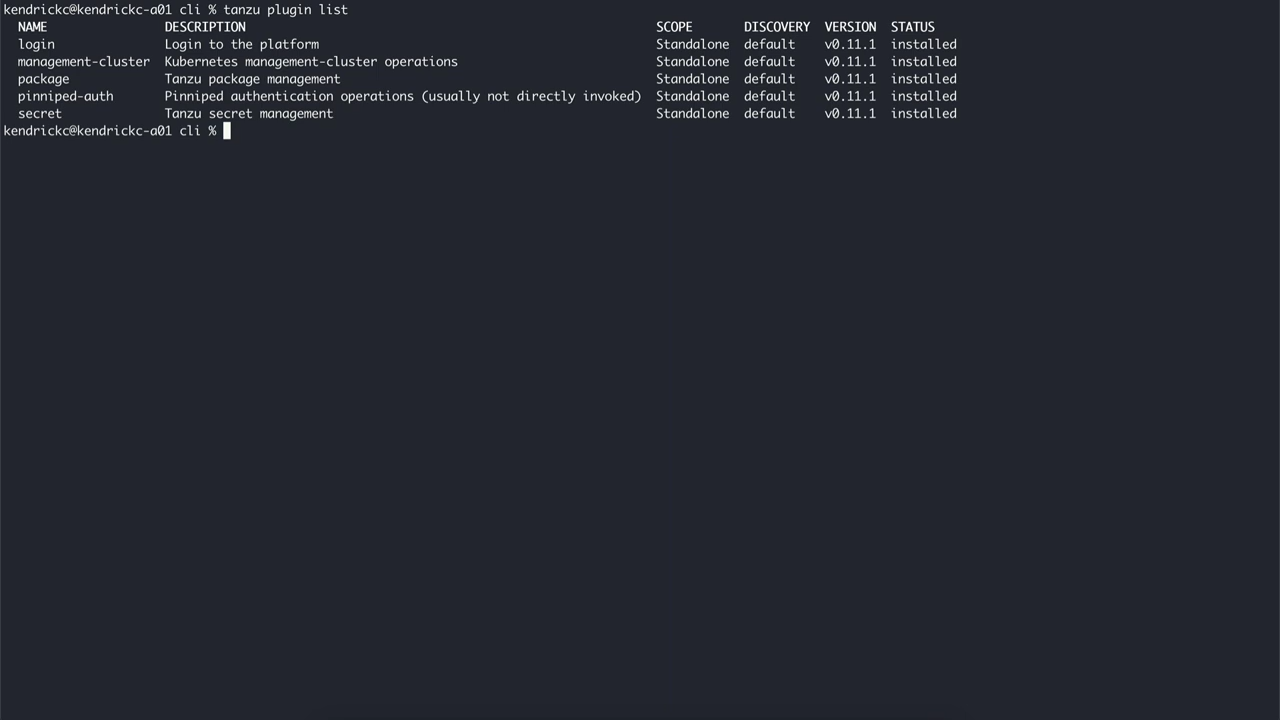 kendrickc@kendrickc-a01 cli % tanzu plugin list
NAME DESCRIPTION SCOPE DISCOVERY VERSION STATUS
login Login to the platform Standalone default v0.11.1 installed
management-cluster Kubernetes management-cluster operations Standalone default v0.11.1 installed
package Tanzu package management Standalone default v0.11.1 installed
pinniped-auth Pinniped authentication operations (usually not directly invoked) Standalone default v0.11.1 installed
secret Tanzu secret management Standalone default v0.11.1 installed
kendrickc@kendrickc-a01 cli %